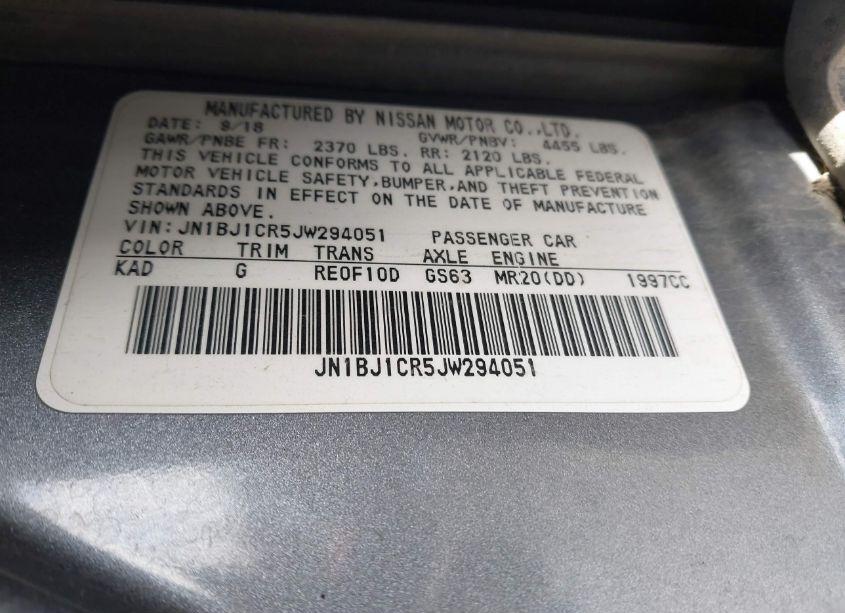 MANUFACTURED BY NISSAN MOTOR CO.,LTD.
DATE: 9/18
GAWR/PNBE FR: 2370 LBS. RR: 2120 LBS. GVWR/PNBV: 4455 LBS.
THIS VEHICLE CONFORMS TO ALL APPLICABLE FEDERAL
MOTOR VEHICLE SAFETY,BUMPER,AND THEFT PREVENTION
STANDARDS IN EFFECT ON THE DATE OF MANUFACTURE
SHOWN ABOVE.
VIN:JN1BJ1CR5JW294051 PASSENGER CAR
COLOR TRIM TRANS AXLE ENGINE
KAD G RE0F10D GS63 MR20(DD) 1997CC
JN1BJ1CR5JW294051